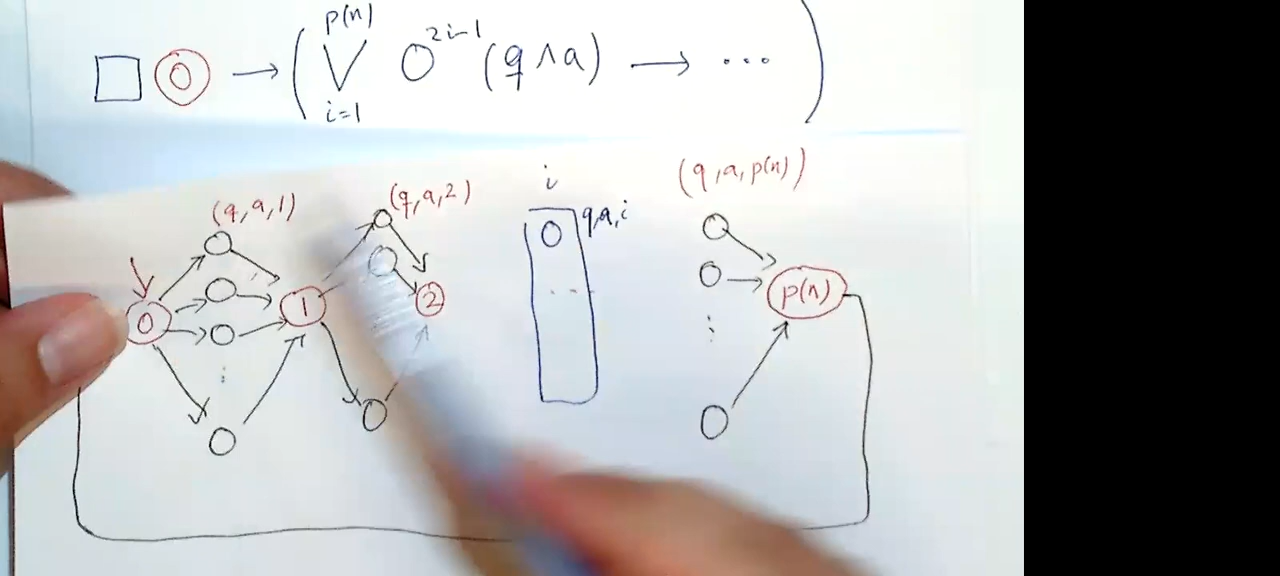 p(n)
□ ⓪ → ( ⋁ O^{2i-1} (q ∧ a) → ... )
i=1
i (q, a, p(n))
(q, a, 1) (q, a, 2) q,a,i
0 1 2 ... p(n)